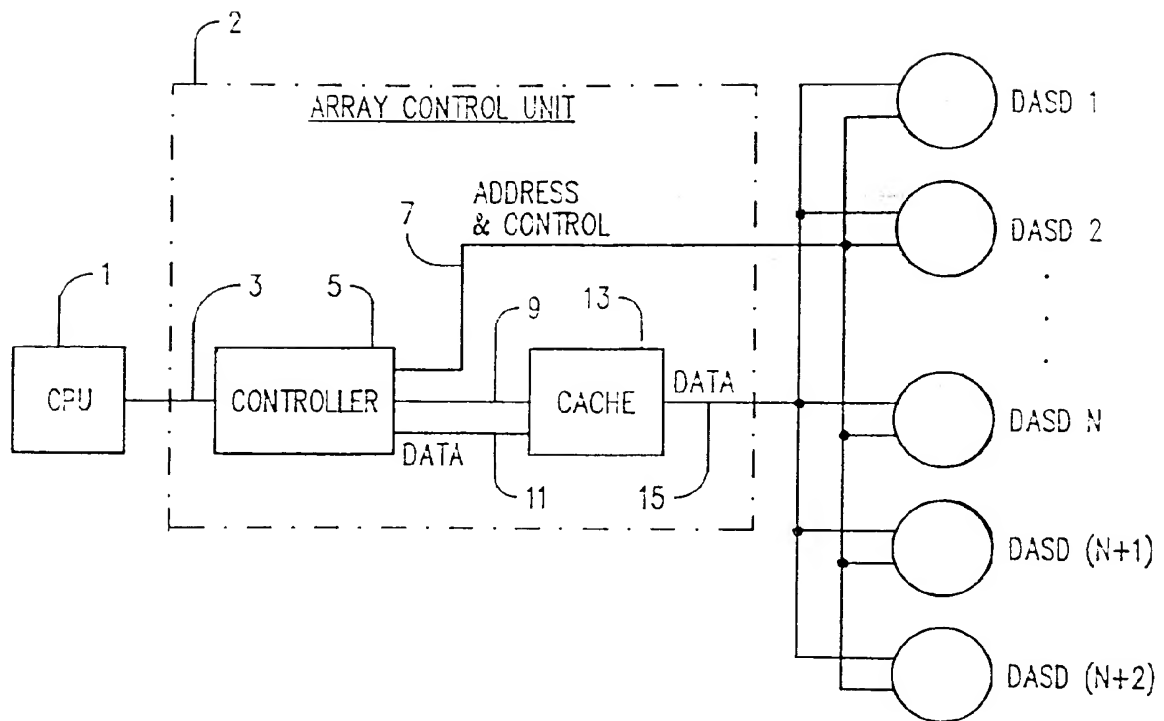 2
ARRAY CONTROL UNIT
DASD 1
ADDRESS
& CONTROL
7
DASD 2
1
3
5
9
13
CPU
CONTROLLER
CACHE
DATA
DASD N
DATA
11
15
DASD (N+1)
DASD (N+2)